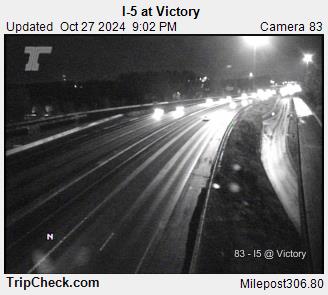 I-5 at Victory
Updated  Oct 27 2024  9:02 PM
Camera 83
T
N
83 - I5 @ Victory
TripCheck.com
Milepost306.80